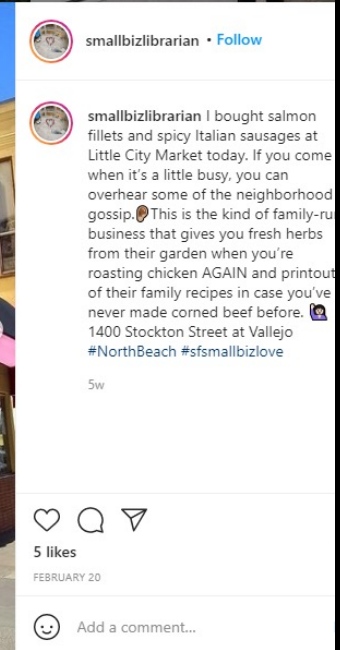 smallbizlibrarian • Follow
smallbizlibrarian I bought salmon
fillets and spicy Italian sausages at
Little City Market today. If you come
when it's a little busy, you can
overhear some of the neighborhood
gossip.👂🏽This is the kind of family-ru
business that gives you fresh herbs
from their garden when you're
roasting chicken AGAIN and printout
of their family recipes in case you've
never made corned beef before. 🙋🏻‍♀️
1400 Stockton Street at Vallejo
#NorthBeach #sfsmallbizlove
5w
5 likes
FEBRUARY 20
Add a comment...